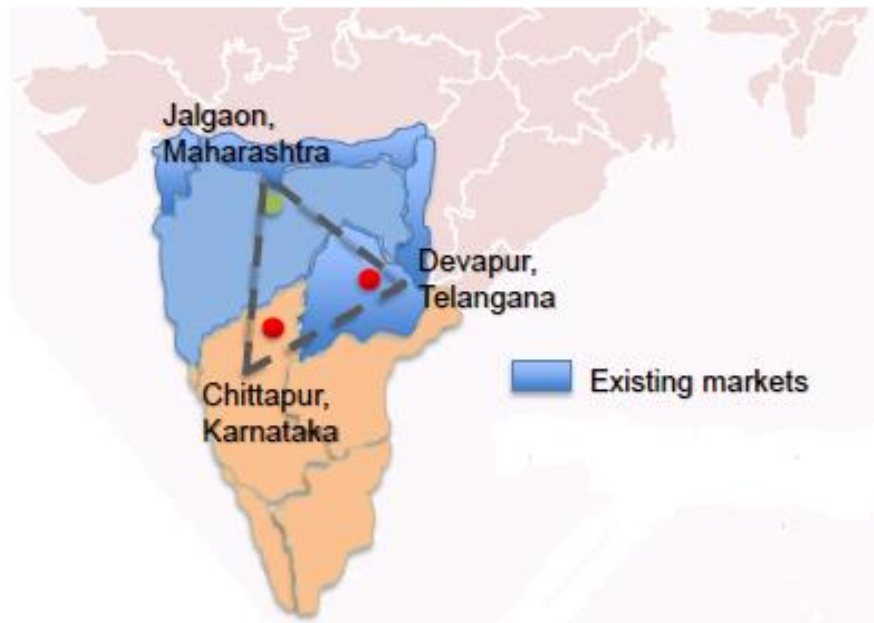 Jalgaon,
Maharashtra
Devapur,
Telangana
Existing markets
Chittapur,
Karnataka